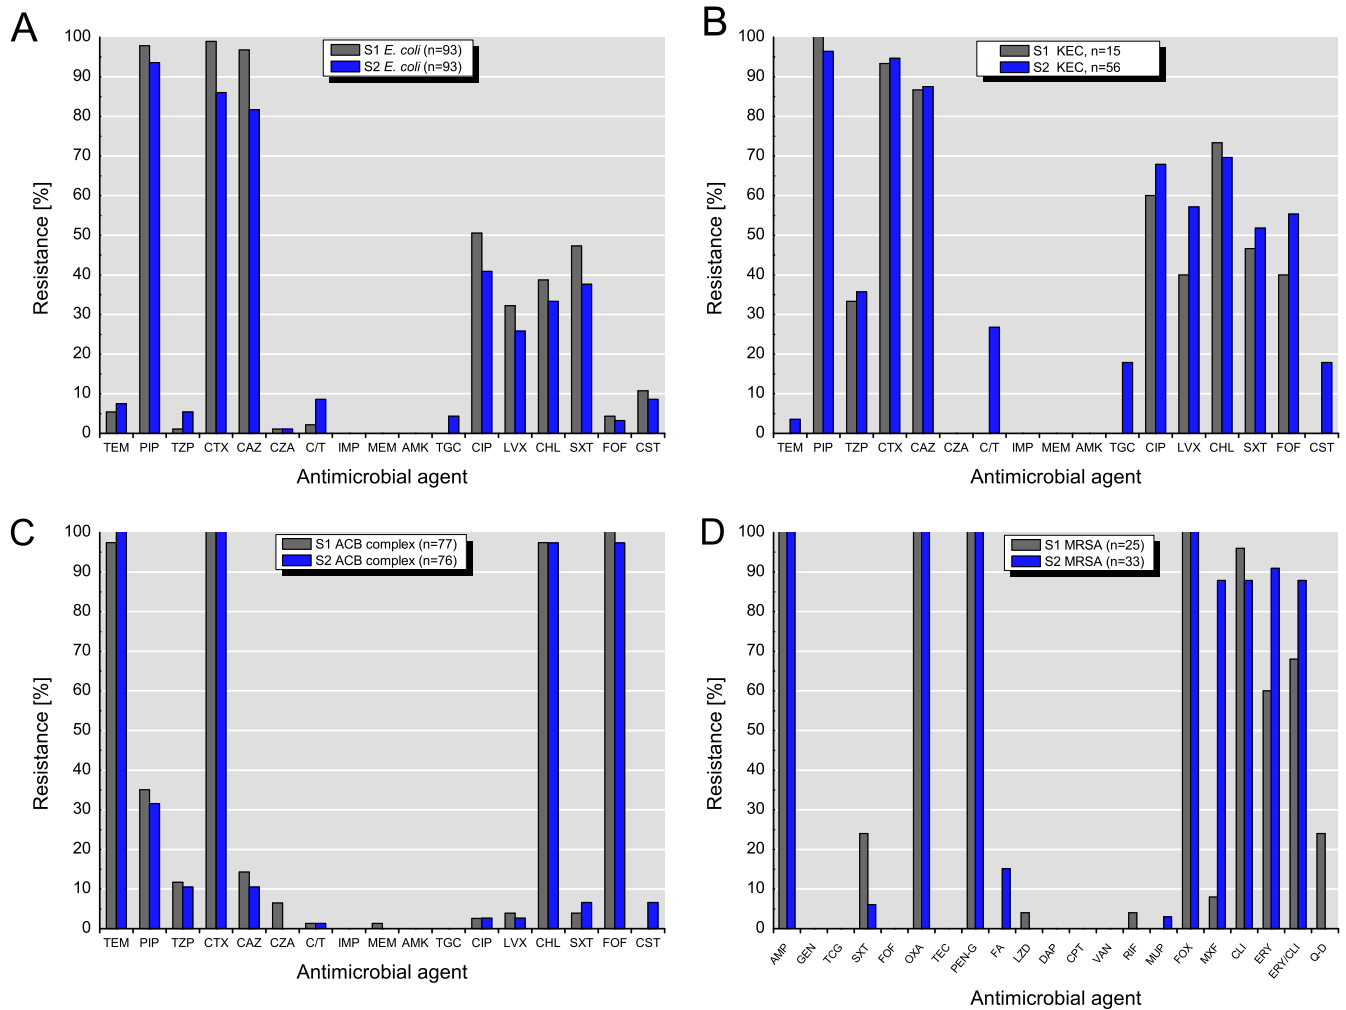 A
100
90
80
70
60
50
40
30
20
10
0
Resistance [%]
S1 E. coli (n=93)
S2 E. coli (n=93)
TEM PIP TZP CTX CAZ CZA C/T IMP MEM AMK TGC CIP LVX CHL SXT FOF CST
Antimicrobial agent
B
100
90
80
70
60
50
40
30
20
10
0
Resistance [%]
S1 KEC, n=15
S2 KEC, n=56
TEM PIP TZP CTX CAZ CZA C/T IMP MEM AMK TGC CIP LVX CHL SXT FOF CST
Antimicrobial agent
C
100
90
80
70
60
50
40
30
20
10
0
Resistance [%]
S1 ACB complex (n=77)
S2 ACB complex (n=76)
TEM PIP TZP CTX CAZ CZA C/T IMP MEM AMK TGC CIP LVX CHL SXT FOF CST
Antimicrobial agent
D
100
90
80
70
60
50
40
30
20
10
0
Resistance [%]
S1 MRSA (n=25)
S2 MRSA (n=33)
AMP GEN TCG SXT FOF OXA TEC PEN-G FA LZD DAP CPT VAN RIF MUP FOX MXF CLI ERY ERY/CLI Q-D
Antimicrobial agent